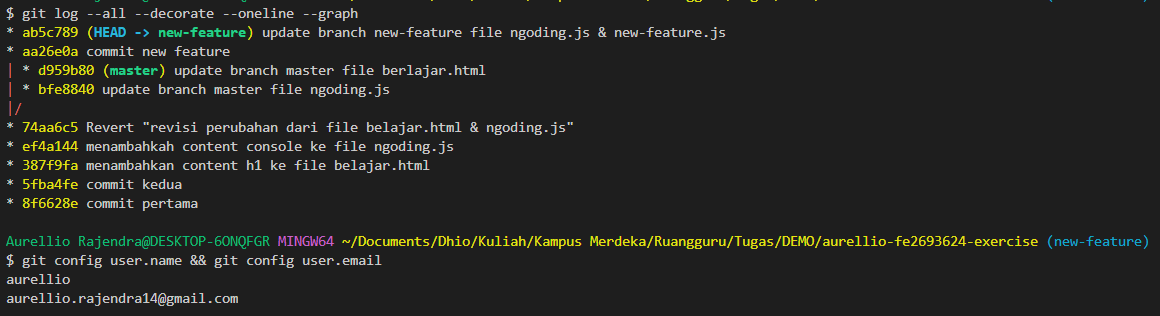 $ git log --all --decorate --oneline --graph
* ab5c789 (HEAD -> new-feature) update branch new-feature file ngoding.js & new-feature.js
* aa26e0a commit new feature
| * d959b80 (master) update branch master file berlajar.html
| * bfe8840 update branch master file ngoding.js
|/
* 74aa6c5 Revert "revisi perubahan dari file belajar.html & ngoding.js"
* ef4a144 menambahkah content console ke file ngoding.js
* 387f9fa menambahkan content h1 ke file belajar.html
* 5fba4fe commit kedua
* 8f6628e commit pertama
Aurellio Rajendra@DESKTOP-6ONQFGR MINGW64 ~/Documents/Dhio/Kuliah/Kampus Merdeka/Ruangguru/Tugas/DEMO/aurellio-fe2693624-exercise (new-feature)
$ git config user.name && git config user.email
aurellio
aurellio.rajendra14@gmail.com